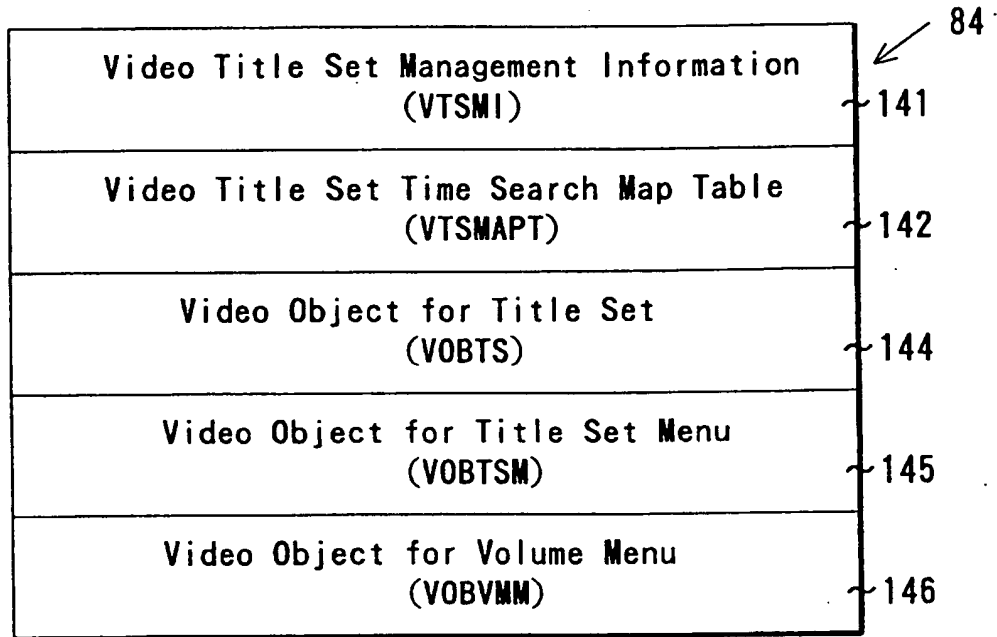 84
Video Title Set Management Information
(VTSMI)
141
Video Title Set Time Search Map Table
(VTSMAPT)
142
Video Object for Title Set
(VOBTS)
144
Video Object for Title Set Menu
(VOBTSM)
145
Video Object for Volume Menu
(VOBVMM)
146